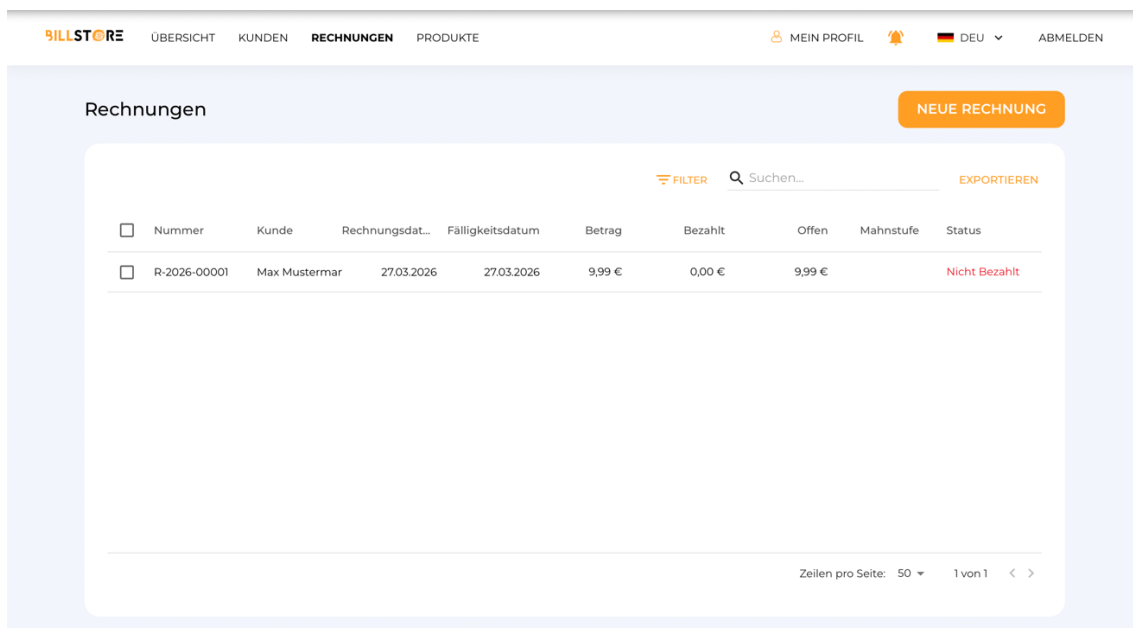 BILLSTORE ÜBERSICHT KUNDEN RECHNUNGEN PRODUKTE MEIN PROFIL DEU ABMELDEN
Rechnungen NEUE RECHNUNG
FILTER Suchen... EXPORTIEREN
Nummer Kunde Rechnungsdat... Fälligkeitsdatum Betrag Bezahlt Offen Mahnstufe Status
R-2026-00001 Max Mustermar 27.03.2026 27.03.2026 9,99 € 0,00 € 9,99 € Nicht Bezahlt
Zeilen pro Seite: 50 1 von 1